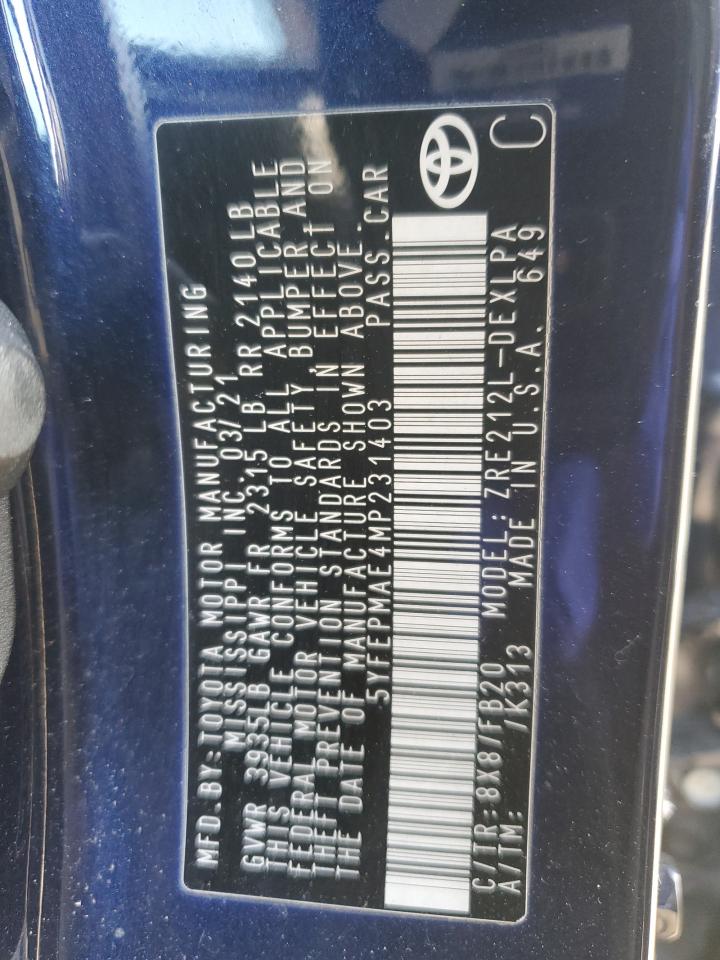 MFD.BY:TOYOTA MOTOR MANUFACTURING
MISSISSIPPI INC. 03/21
GVWR 3935LB GAWR FR 2315 LB RR 2140LB
THIS VEHICLE CONFORMS TO ALL APPLICABLE
FEDERAL MOTOR VEHICLE SAFETY, BUMPER AND
THEFT PREVENTION STANDARDS IN EFFECT ON
THE DATE OF MANUFACTURE SHOWN ABOVE.
5YFEPMAE4MP231403 PASS.CAR
C/TR:8X8/FB20 MODEL:ZRE212L-DEXLPA
A/TM: /K313 MADE IN U.S.A. 649
C